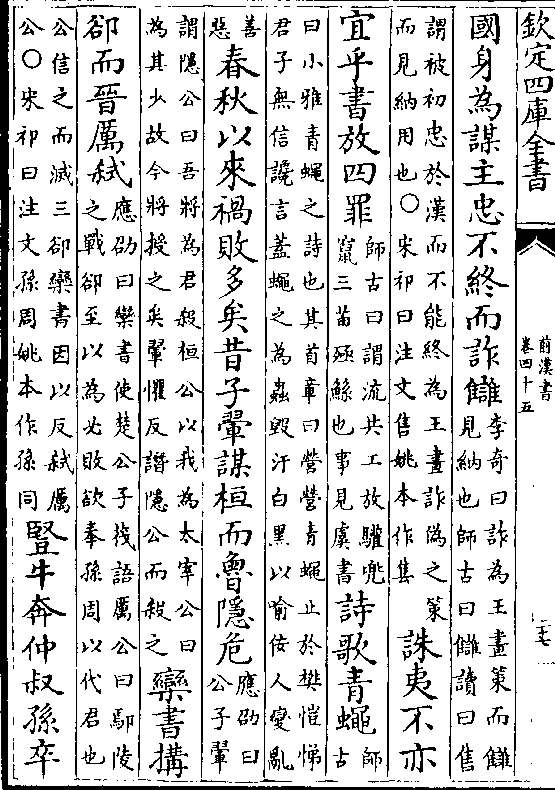 欽定四庫全書
前漢書
卷四十五
國身為謀主忠不終而詐讎
李奇曰詐為王畫策而讎
見納也師古曰讎讀曰售
謂被初忠於漢而不能終為王畫詐偽之策
而見納用也○宋祁曰注文售姚本作集
誅夷不亦
宜乎書放四罪
師古曰謂流共工放驩兜
竄三苗殛鯀也事見虞書
詩歌青蠅
師
古
曰小雅青蠅之詩也其首章曰營營青蠅止於樊愷悌
君子無信讒言蓋蠅之為蟲毁汙白黑以喻佞人變亂
善
惡
春秋以來禍敗多矣昔子翬謀桓而魯隱危
應劭曰
公子翬
謂隱公曰吾將為君殺桓公以我為太宰公曰
為其少故今將授之矣翬懼反譖隱公而殺之
欒書搆
郤而晉厲弑
應劭曰欒書使楚公子茷語厲公曰鄢陵
之戰郤至以為必敗欲奉孫周以代君也
公信之而滅三郤欒書因以反弑厲
公○宋祁曰注文孫周姚本作孫同
豎牛奔仲叔孫卒